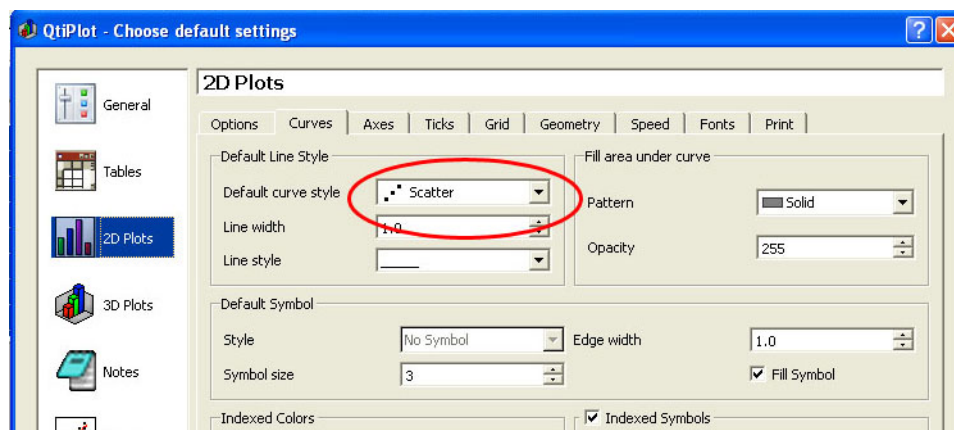 QtiPlot - Choose default settings
General
Tables
2D Plots
3D Plots
Notes
2D Plots
Options Curves Axes Ticks Grid Geometry Speed Fonts Print
Default Line Style
Default curve style Scatter
Line width 1.0
Line style
Fill area under curve
Pattern Solid
Opacity 255
Default Symbol
Style No Symbol Edge width 1.0
Symbol size 3 Fill Symbol
Indexed Colors Indexed Symbols